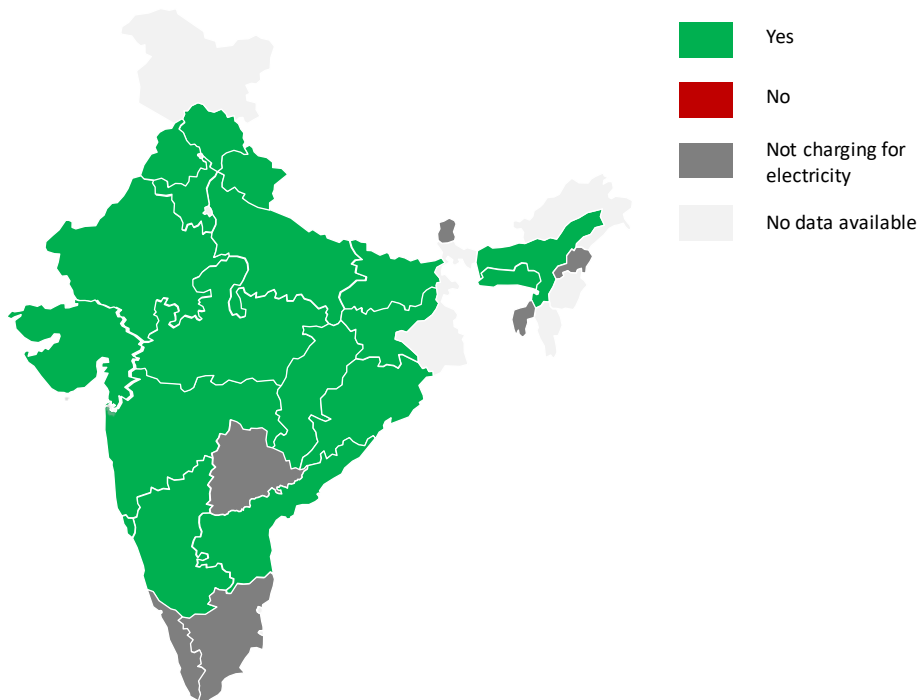 Yes
No
Not charging for
electricity
No data available